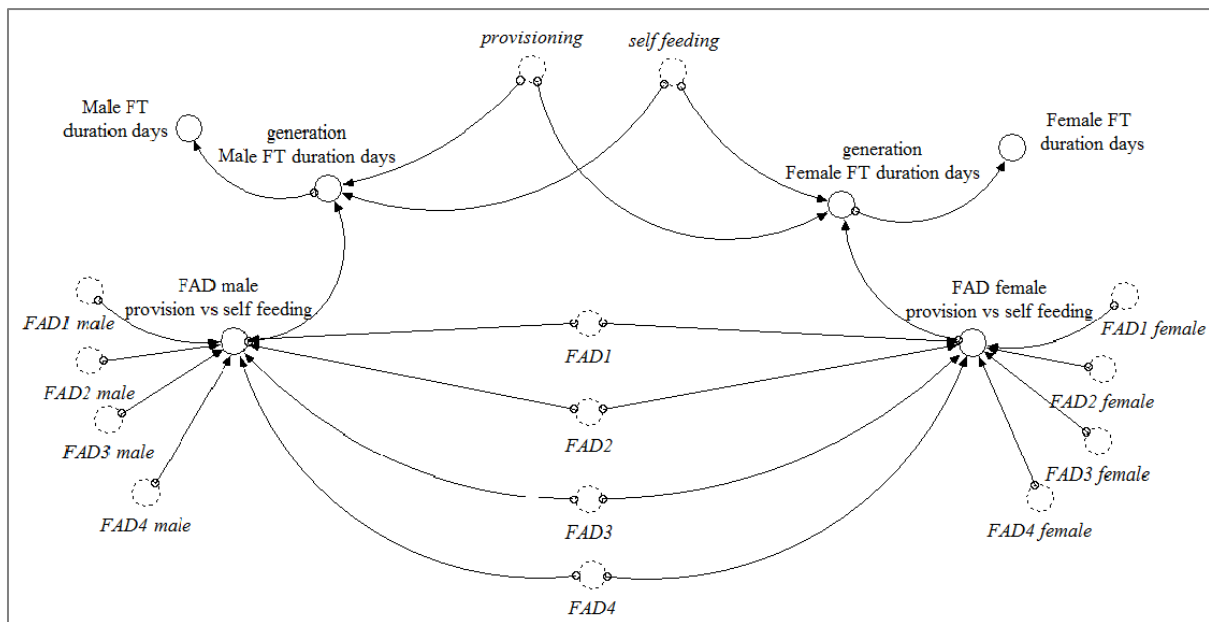 provisioning
self feeding
Male FT
duration days
generation
Male FT duration days
generation
Female FT duration days
Female FT
duration days
FAD male
provision vs self feeding
FAD female
provision vs self feeding
FAD1 male
FAD2 male
FAD3 male
FAD4 male
FAD1
FAD2
FAD3
FAD4
FAD1 female
FAD2 female
FAD3 female
FAD4 female